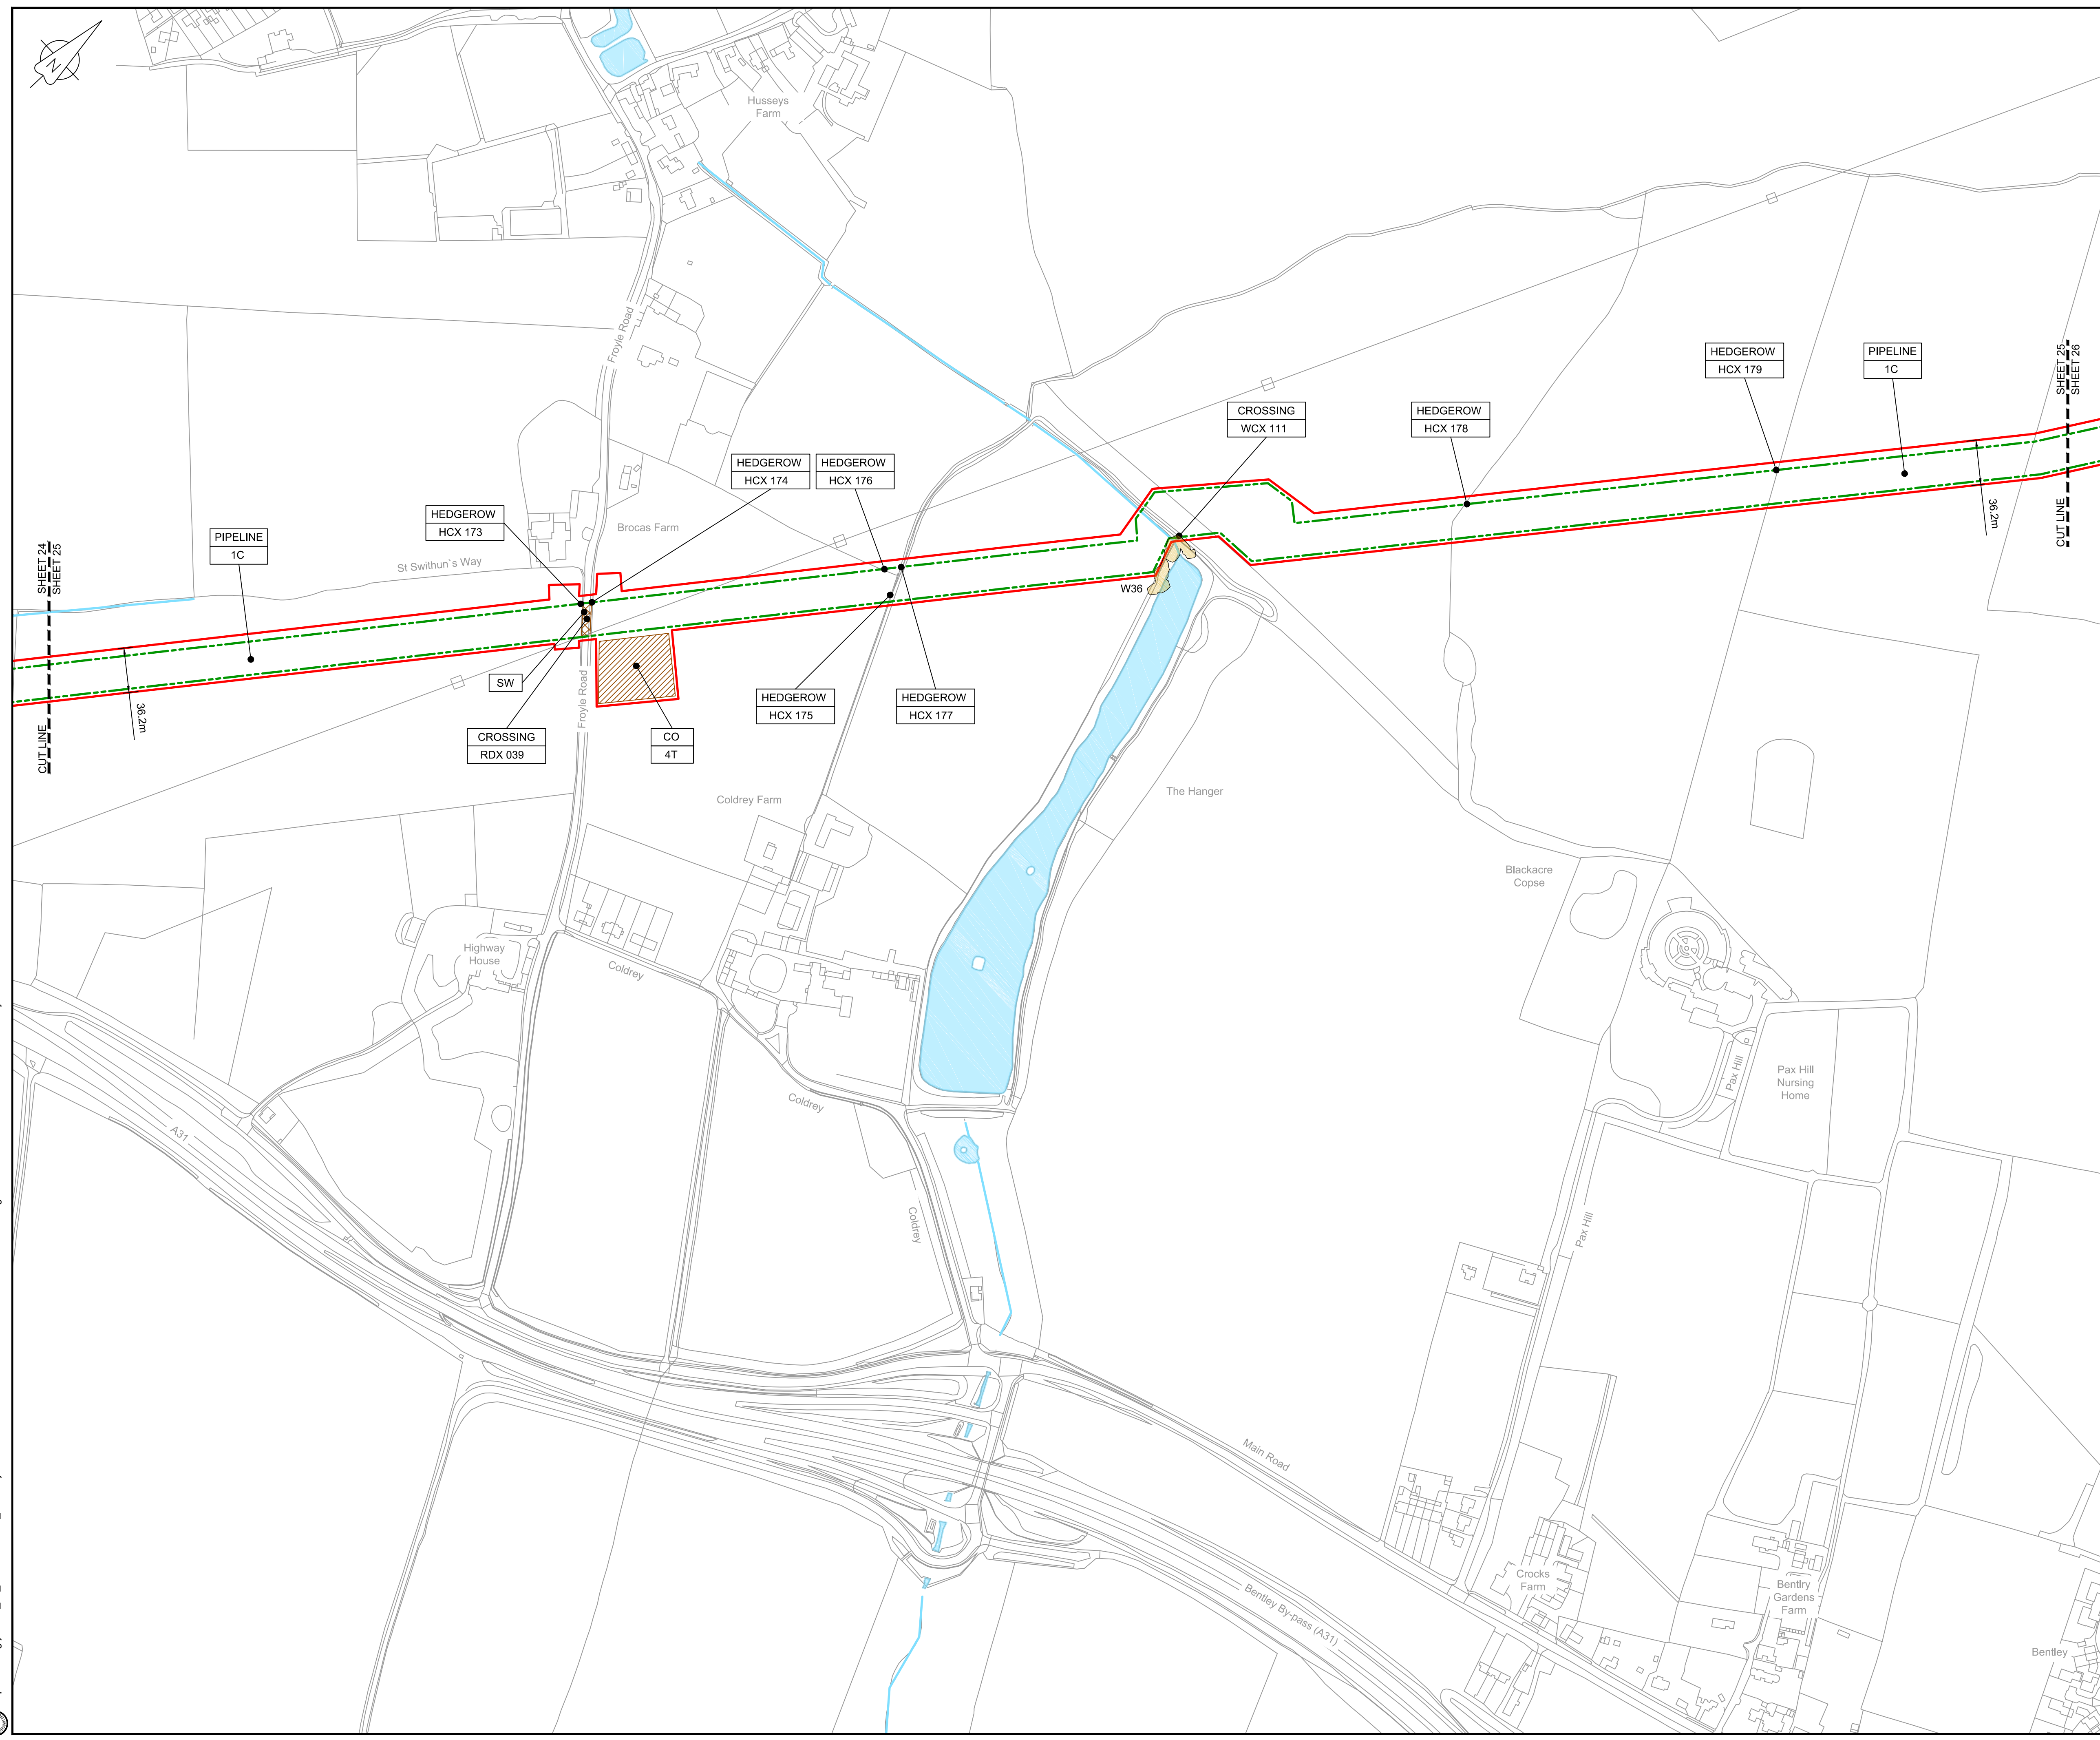 N
Husseys
Farm
Froyle Road
HEDGEROW
HCX 179
PIPELINE
1C
SHEET 25
SHEET 26
CUT LINE
36.2m
CROSSING
WCX 111
HEDGEROW
HCX 178
HEDGEROW
HCX 174
HEDGEROW
HCX 176
HEDGEROW
HCX 173
Brocas Farm
PIPELINE
1C
SHEET 24
SHEET 25
CUT LINE
St Swithun`s Way
36.2m
W36
SW
Froyle Road
HEDGEROW
HCX 175
HEDGEROW
HCX 177
CROSSING
RDX 039
CO
4T
Coldrey Farm
The Hanger
Blackacre
Copse
Highway
House
Coldrey
Pax Hill
Pax Hill
Nursing
Home
Coldrey
A31
Coldrey
Pax Hill
Main Road
Crocks
Farm
Bentlry
Gardens
Farm
Bentley By-pass (A31)
Bentley